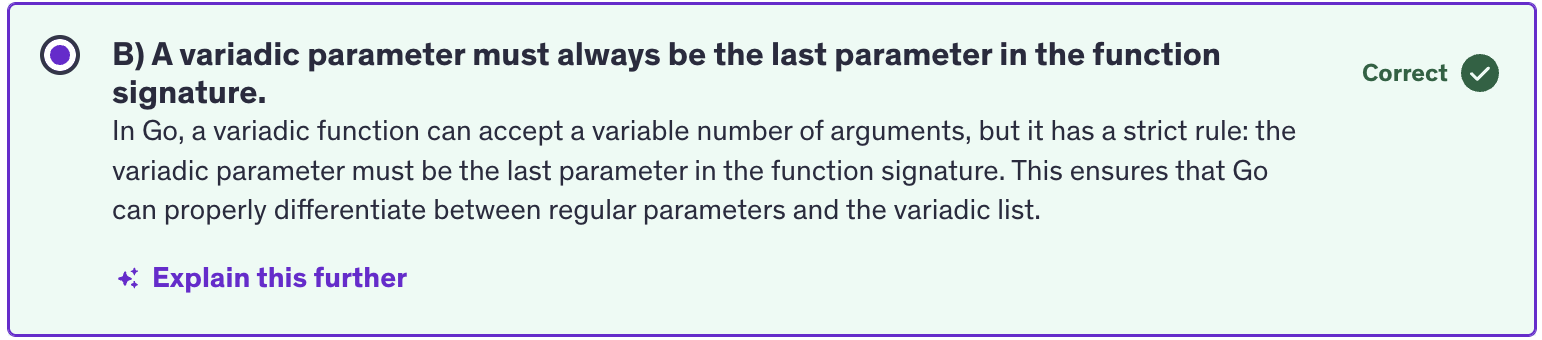 B) A variadic parameter must always be the last parameter in the function
signature.
Correct
In Go, a variadic function can accept a variable number of arguments, but it has a strict rule: the
variadic parameter must be the last parameter in the function signature. This ensures that Go
can properly differentiate between regular parameters and the variadic list.
Explain this further